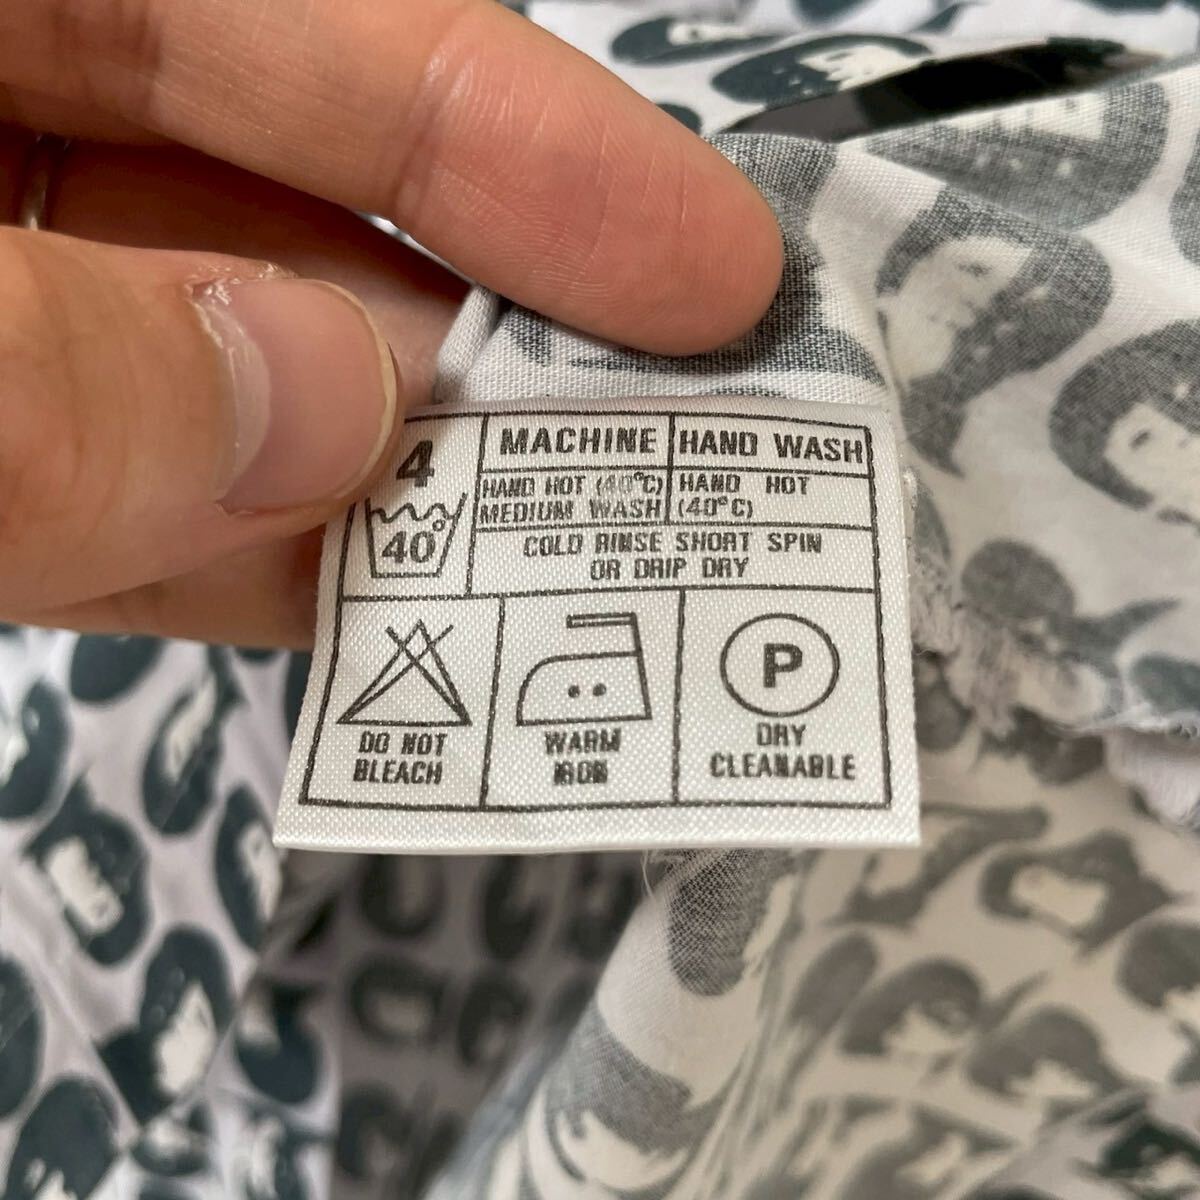 4
40°
MACHINE HAND WASH
HAND HOT (40°C) HAND HOT
MEDIUM WASH (40°C)
COLD RINSE SHORT SPIN
OR DRIP DRY
P
DO NOT
BLEACH
WARM
IRON
DRY
CLEANABLE